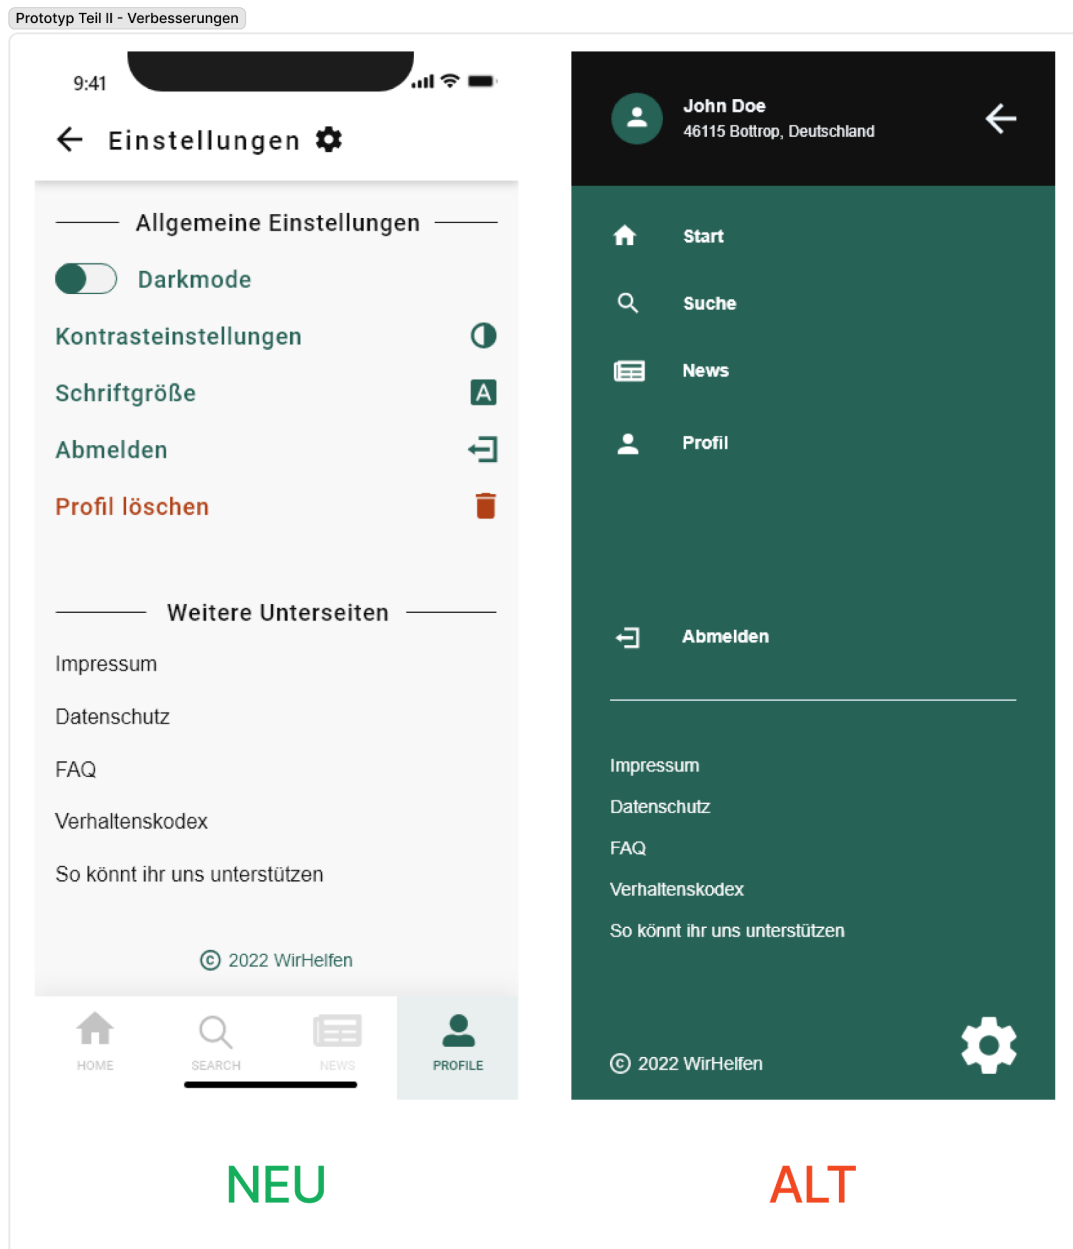 Prototyp Teil II - Verbesserungen
9:41
Einstellungen
Allgemeine Einstellungen
Darkmode
Kontrasteinstellungen
Schriftgröße
A
Abmelden
Profil löschen
Weitere Unterseiten
Impressum
Datenschutz
FAQ
Verhaltenskodex
So könnt ihr uns unterstützen
© 2022 WirHelfen
HOME
SEARCH
NEWS
PROFILE
NEU
John Doe
46115 Bottrop, Deutschland
Start
Suche
News
Profil
Abmelden
Impressum
Datenschutz
FAQ
Verhaltenskodex
So könnt ihr uns unterstützen
© 2022 WirHelfen
ALT